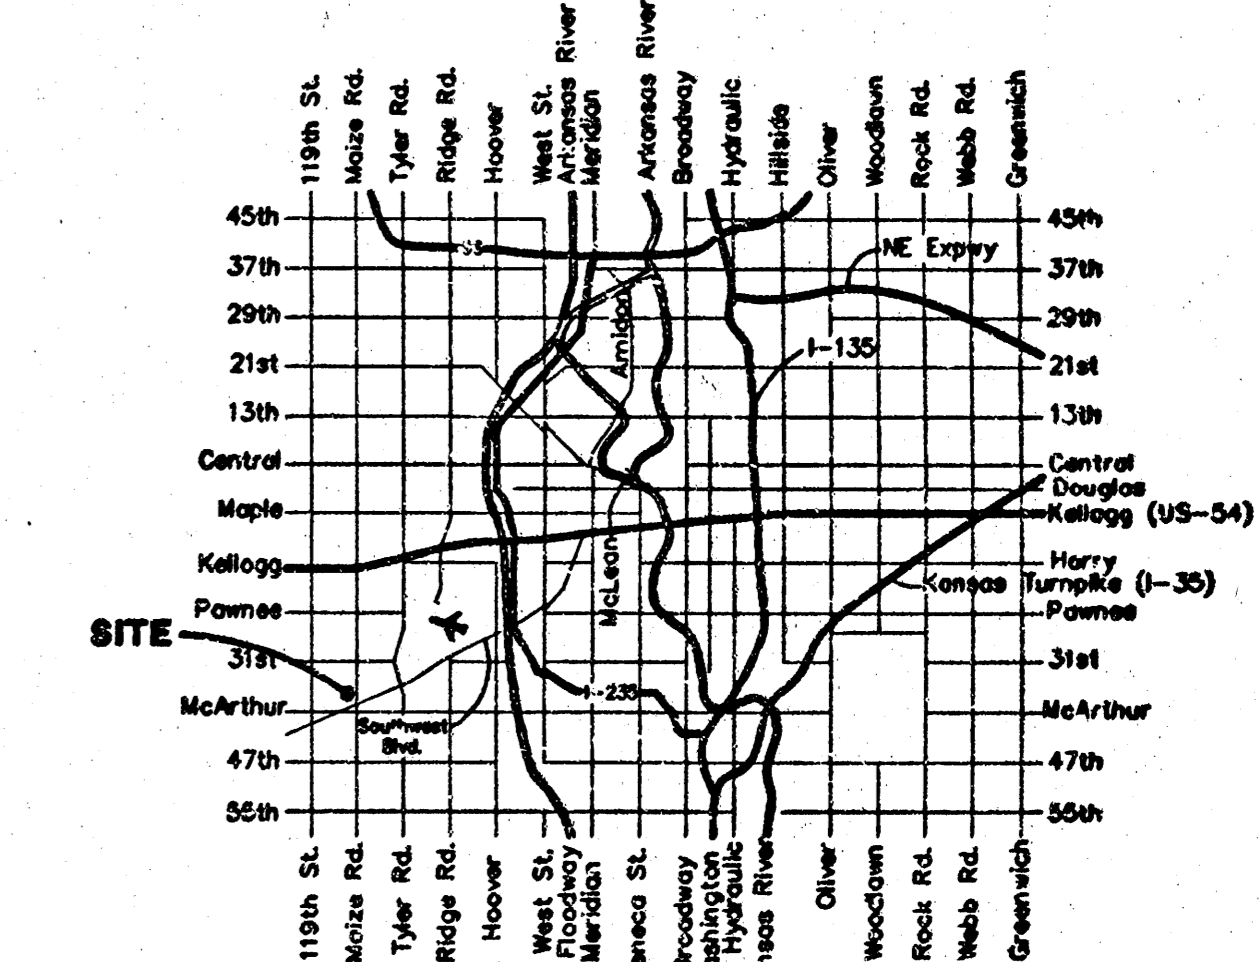 119th St.
Maize Rd.
Tyler Rd.
Ridge Rd.
Hoover
West St.
Arkansas River
Meridian
Arkansas River
Broadway
Hydraulic
Hillside
Oliver
Woodlawn
Rock Rd.
Webb Rd.
Greenwich
45th
45th
NE Expwy
37th
37th
29th
29th
Amidon
I-135
21st
21st
13th
13th
Central
Central
Douglas
Maple
Kellogg (US-54)
McLean
Kellogg
Harry
Kansas Turnpike (I-35)
Pawnee
Pawnee
SITE
31st
31st
I-235
McArthur
McArthur
Southwest
Blvd.
47th
47th
55th
55th
119th St.
Maize Rd.
Tyler Rd.
Ridge Rd.
Hoover
West St.
Floodway
Meridian
eneca St.
Broadway
ashington
Hydraulic
nsas River
Oliver
Woodlawn
Rock Rd.
Webb Rd.
Greenwich